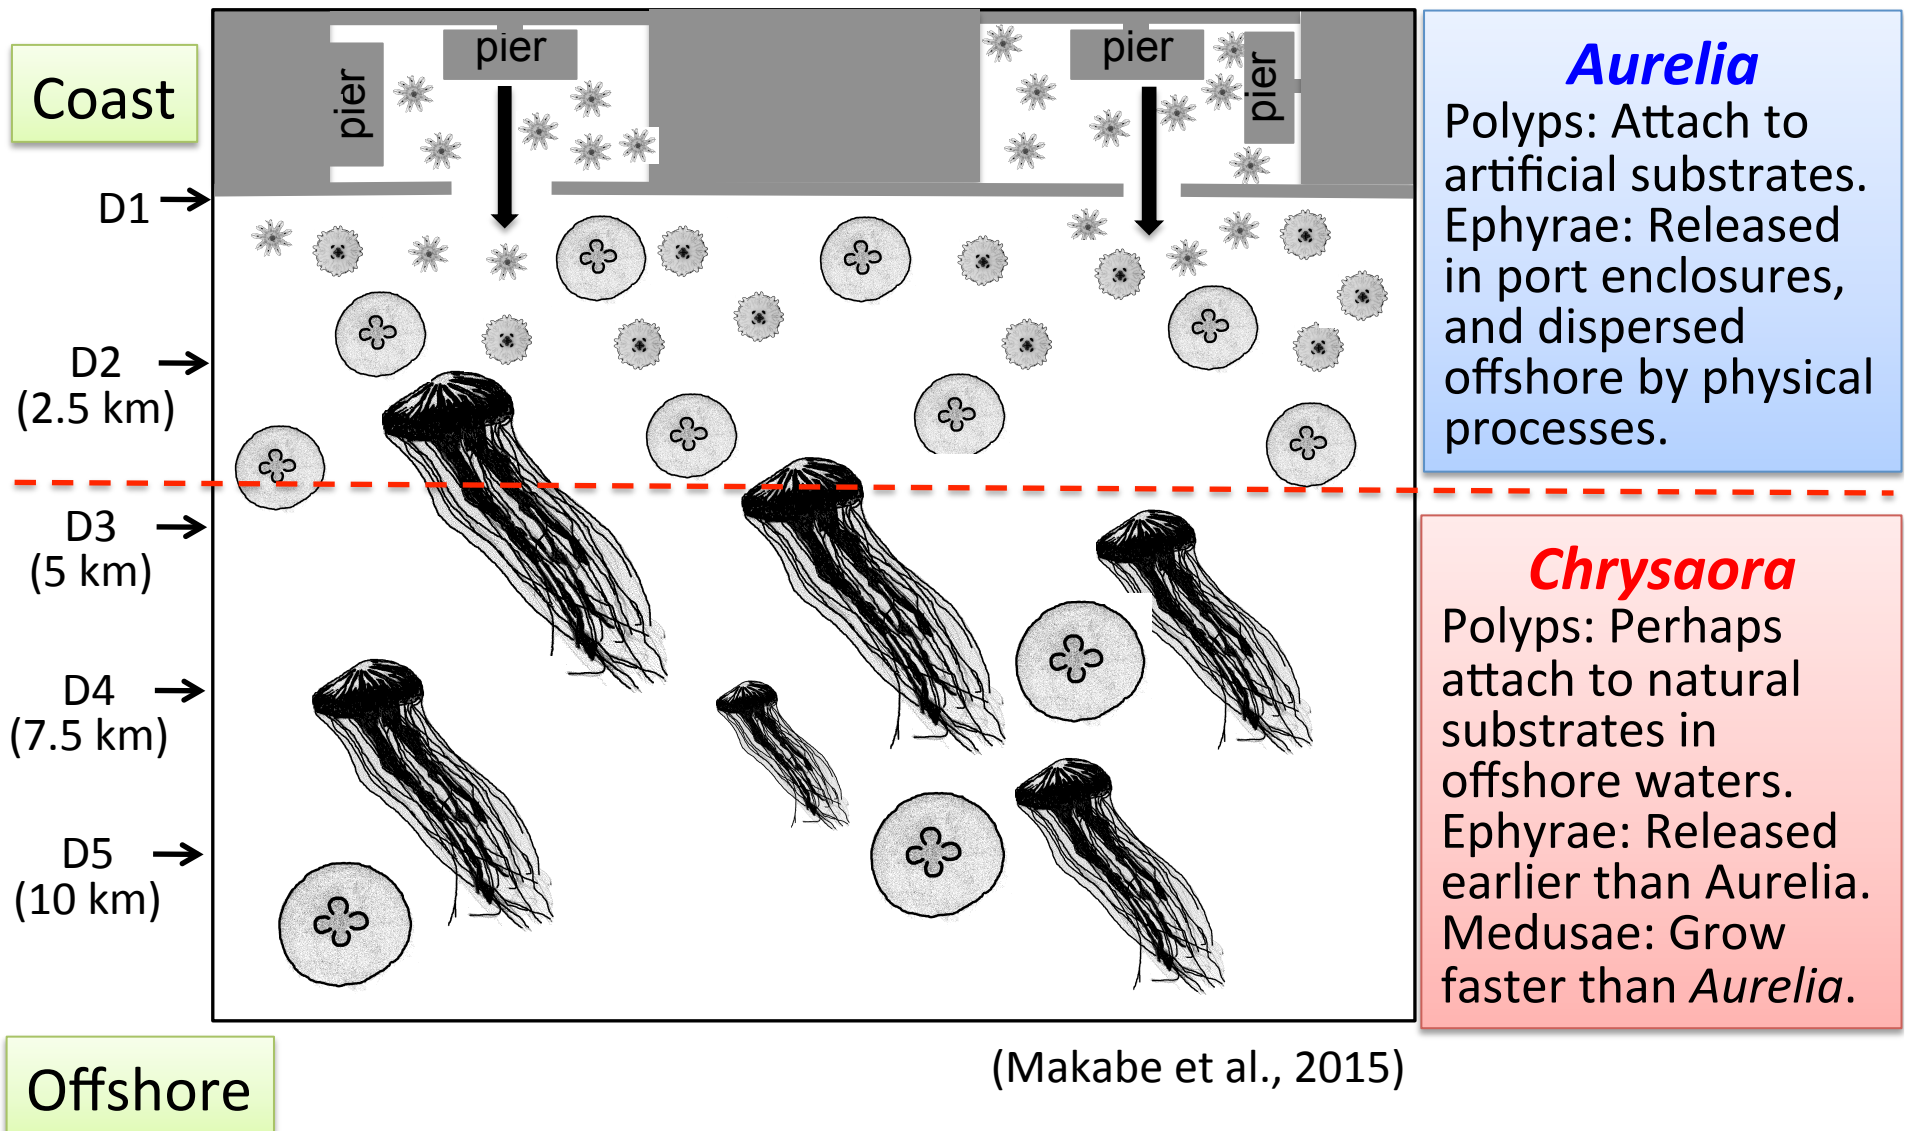 Coast
pier
pier
pier
pier
D1
D2
(2.5 km)
D3
(5 km)
D4
(7.5 km)
D5
(10 km)
Offshore
Aurelia
Polyps: Attach to
artificial substrates.
Ephyrae: Released
in port enclosures,
and dispersed
offshore by physical
processes.
Chrysaora
Polyps: Perhaps
attach to natural
substrates in
offshore waters.
Ephyrae: Released
earlier than Aurelia.
Medusae: Grow
faster than Aurelia.
(Makabe et al., 2015)